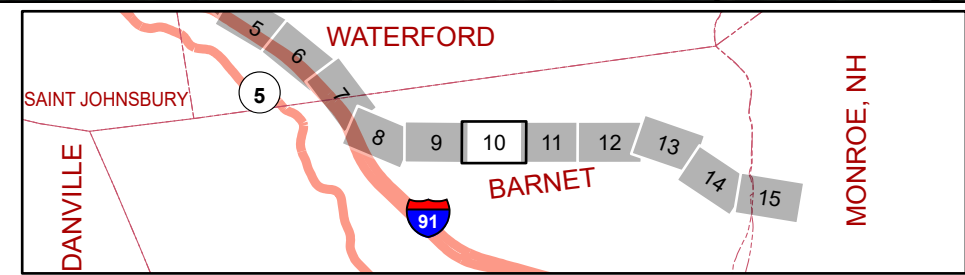 5
WATERFORD
6
7
SAINT JOHNSBURY
5
8
9
10
11
12
13
14
15
BARNET
DANVILLE
91
MONROE, NH